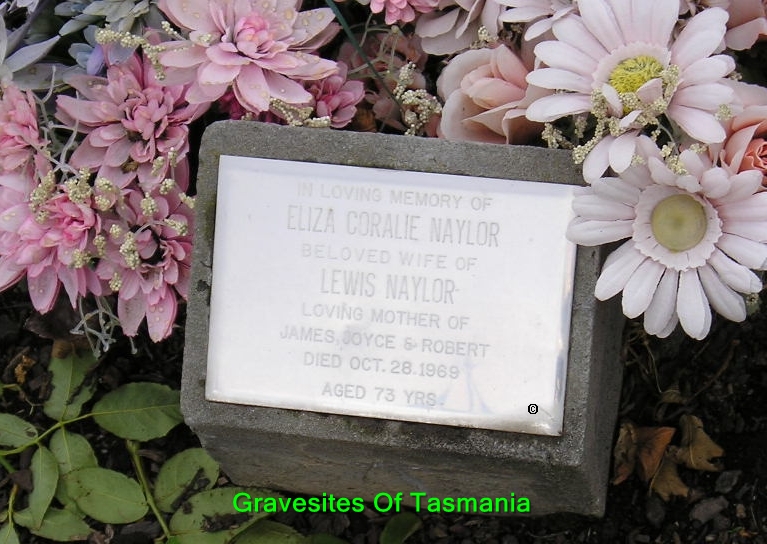 IN LOVING MEMORY OF
ELIZA CORALIE NAYLOR
BELOVED WIFE OF
LEWIS NAYLOR
LOVING MOTHER OF
JAMES, JOYCE & ROBERT
DIED OCT. 28. 1969
AGED 73 YRS.
©
Gravesites Of Tasmania